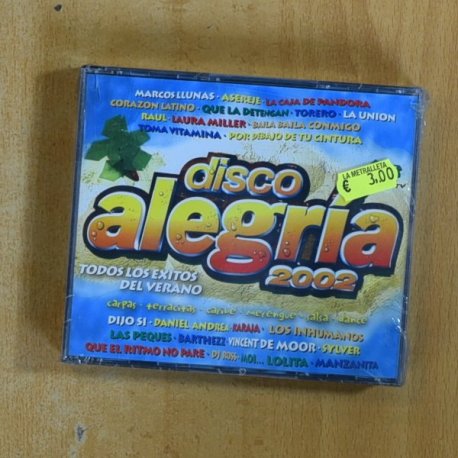 MARCOS LLUNAS · ASEREJE · LA CAJA DE PANDORA
CORAZON LATINO · QUE LA DETENGAN · TORERO · LA UNION
RAUL · LAURA MILLER · BAILA BAILA CONMIGO
TOMA VITAMINA · POR DEBAJO DE TU CINTURA
LA METRALLETA
€ 3,00
disco
alegria
2002
TODOS LOS EXITOS
DEL VERANO
carpas · terracitas · caribe · merengue · salsa · dance
DIJO SI · DANIEL ANDREA · KARAJA · LOS INHUMANOS
LAS PEQUES · BARTHEZZ · VINCENT DE MOOR · SYLVER
QUE EL RITMO NO PARE · DJ ROSS · MOI... LOLITA · MANZANITA